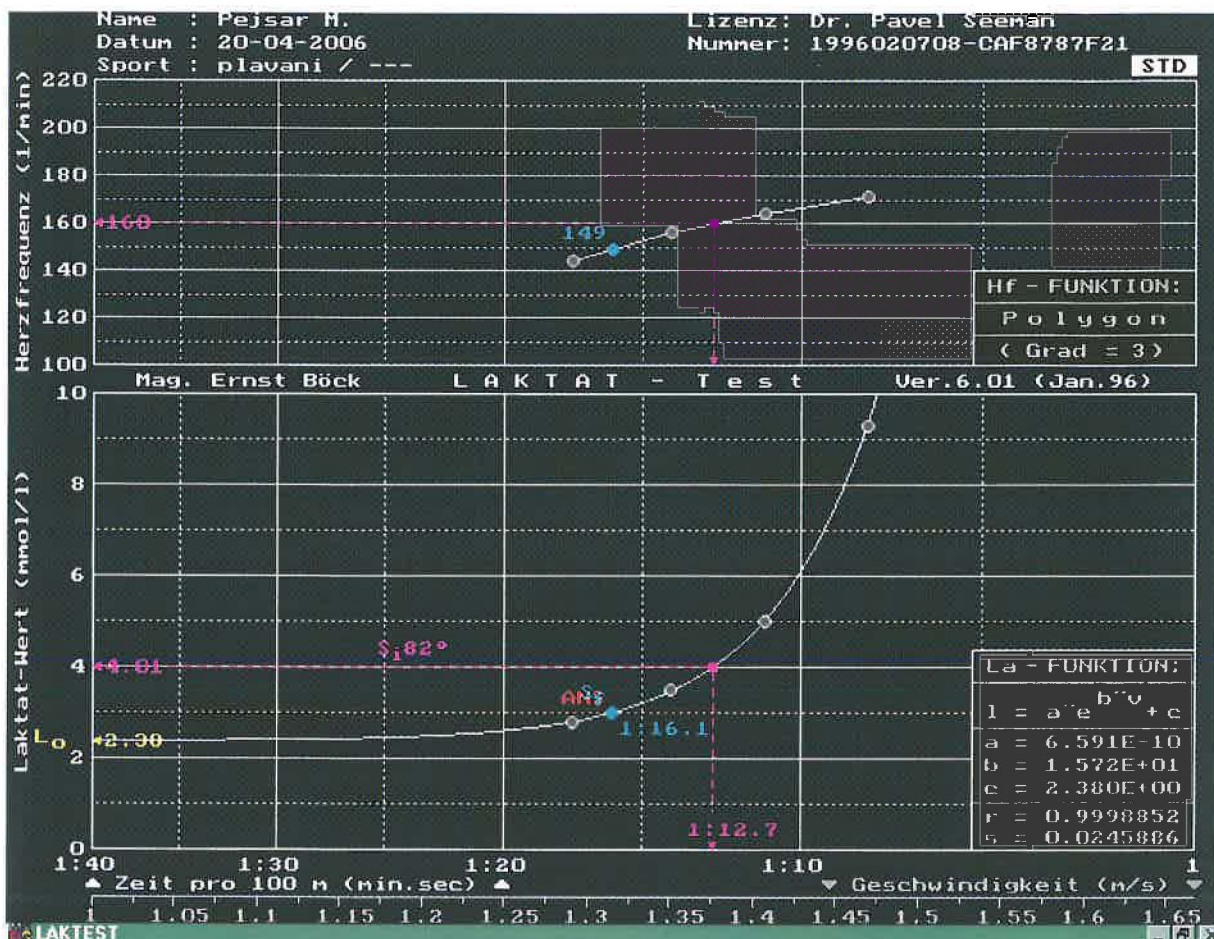 Name : Pejsar M. Lizenz: Dr. Pavel Seeman
Datum : 20-04-2006 Nummer: 1996020708-CAF8787F21
Sport : plavani / ---
STD
Herzfrequenz (1/min)
220
200
180
160
140
120
100
160
149
Hf - FUNKTION:
Polygon
( Grad = 3)
Mag. Ernst Böck LAKTAT - Test Ver.6.01 (Jan.96)
Laktat-Wert (mmol/l)
10
8
6
4
2
0
Si82°
4.01
1:16.1
Lo
1:12.7
La - FUNKTION:
l = a¨e b¨v + c
a = 6.591E-10
b = 1.572E+01
c = 2.380E+00
r = 0.9998852
s = 0.0245886
1:40 1:30 1:20 1:10 1
Zeit pro 100 m (min.sec) Geschwindigkeit (m/s)
1 1.05 1.1 1.15 1.2 1.25 1.3 1.35 1.4 1.45 1.5 1.55 1.6 1.65
LAKTEST